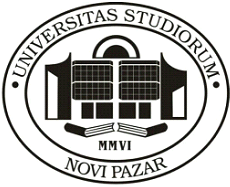 • UNIVERSITAS STUDIORUM •
MMVI
NOVI PAZAR